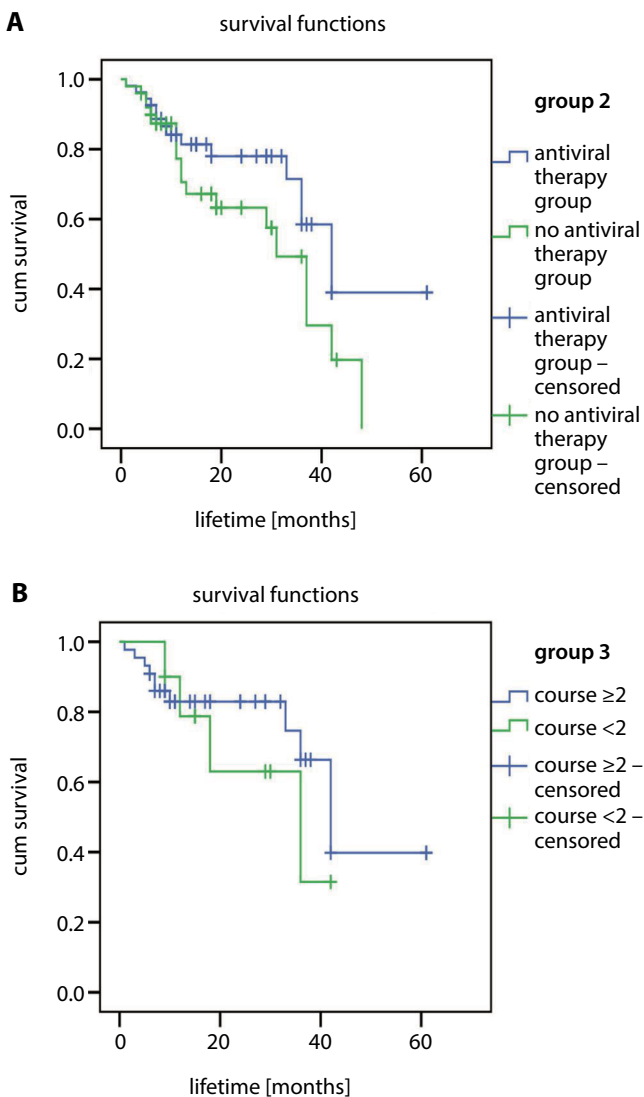 A
survival functions
cum survival
1.0
0.8
0.6
0.4
0.2
0.0
0 20 40 60
lifetime [months]
group 2
antiviral
therapy
group
no antiviral
therapy
group
antiviral
therapy
group –
censored
no antiviral
therapy
group –
censored
B
survival functions
cum survival
1.0
0.8
0.6
0.4
0.2
0.0
0 20 40 60
lifetime [months]
group 3
course ≥2
course <2
course ≥2 –
censored
course <2 –
censored